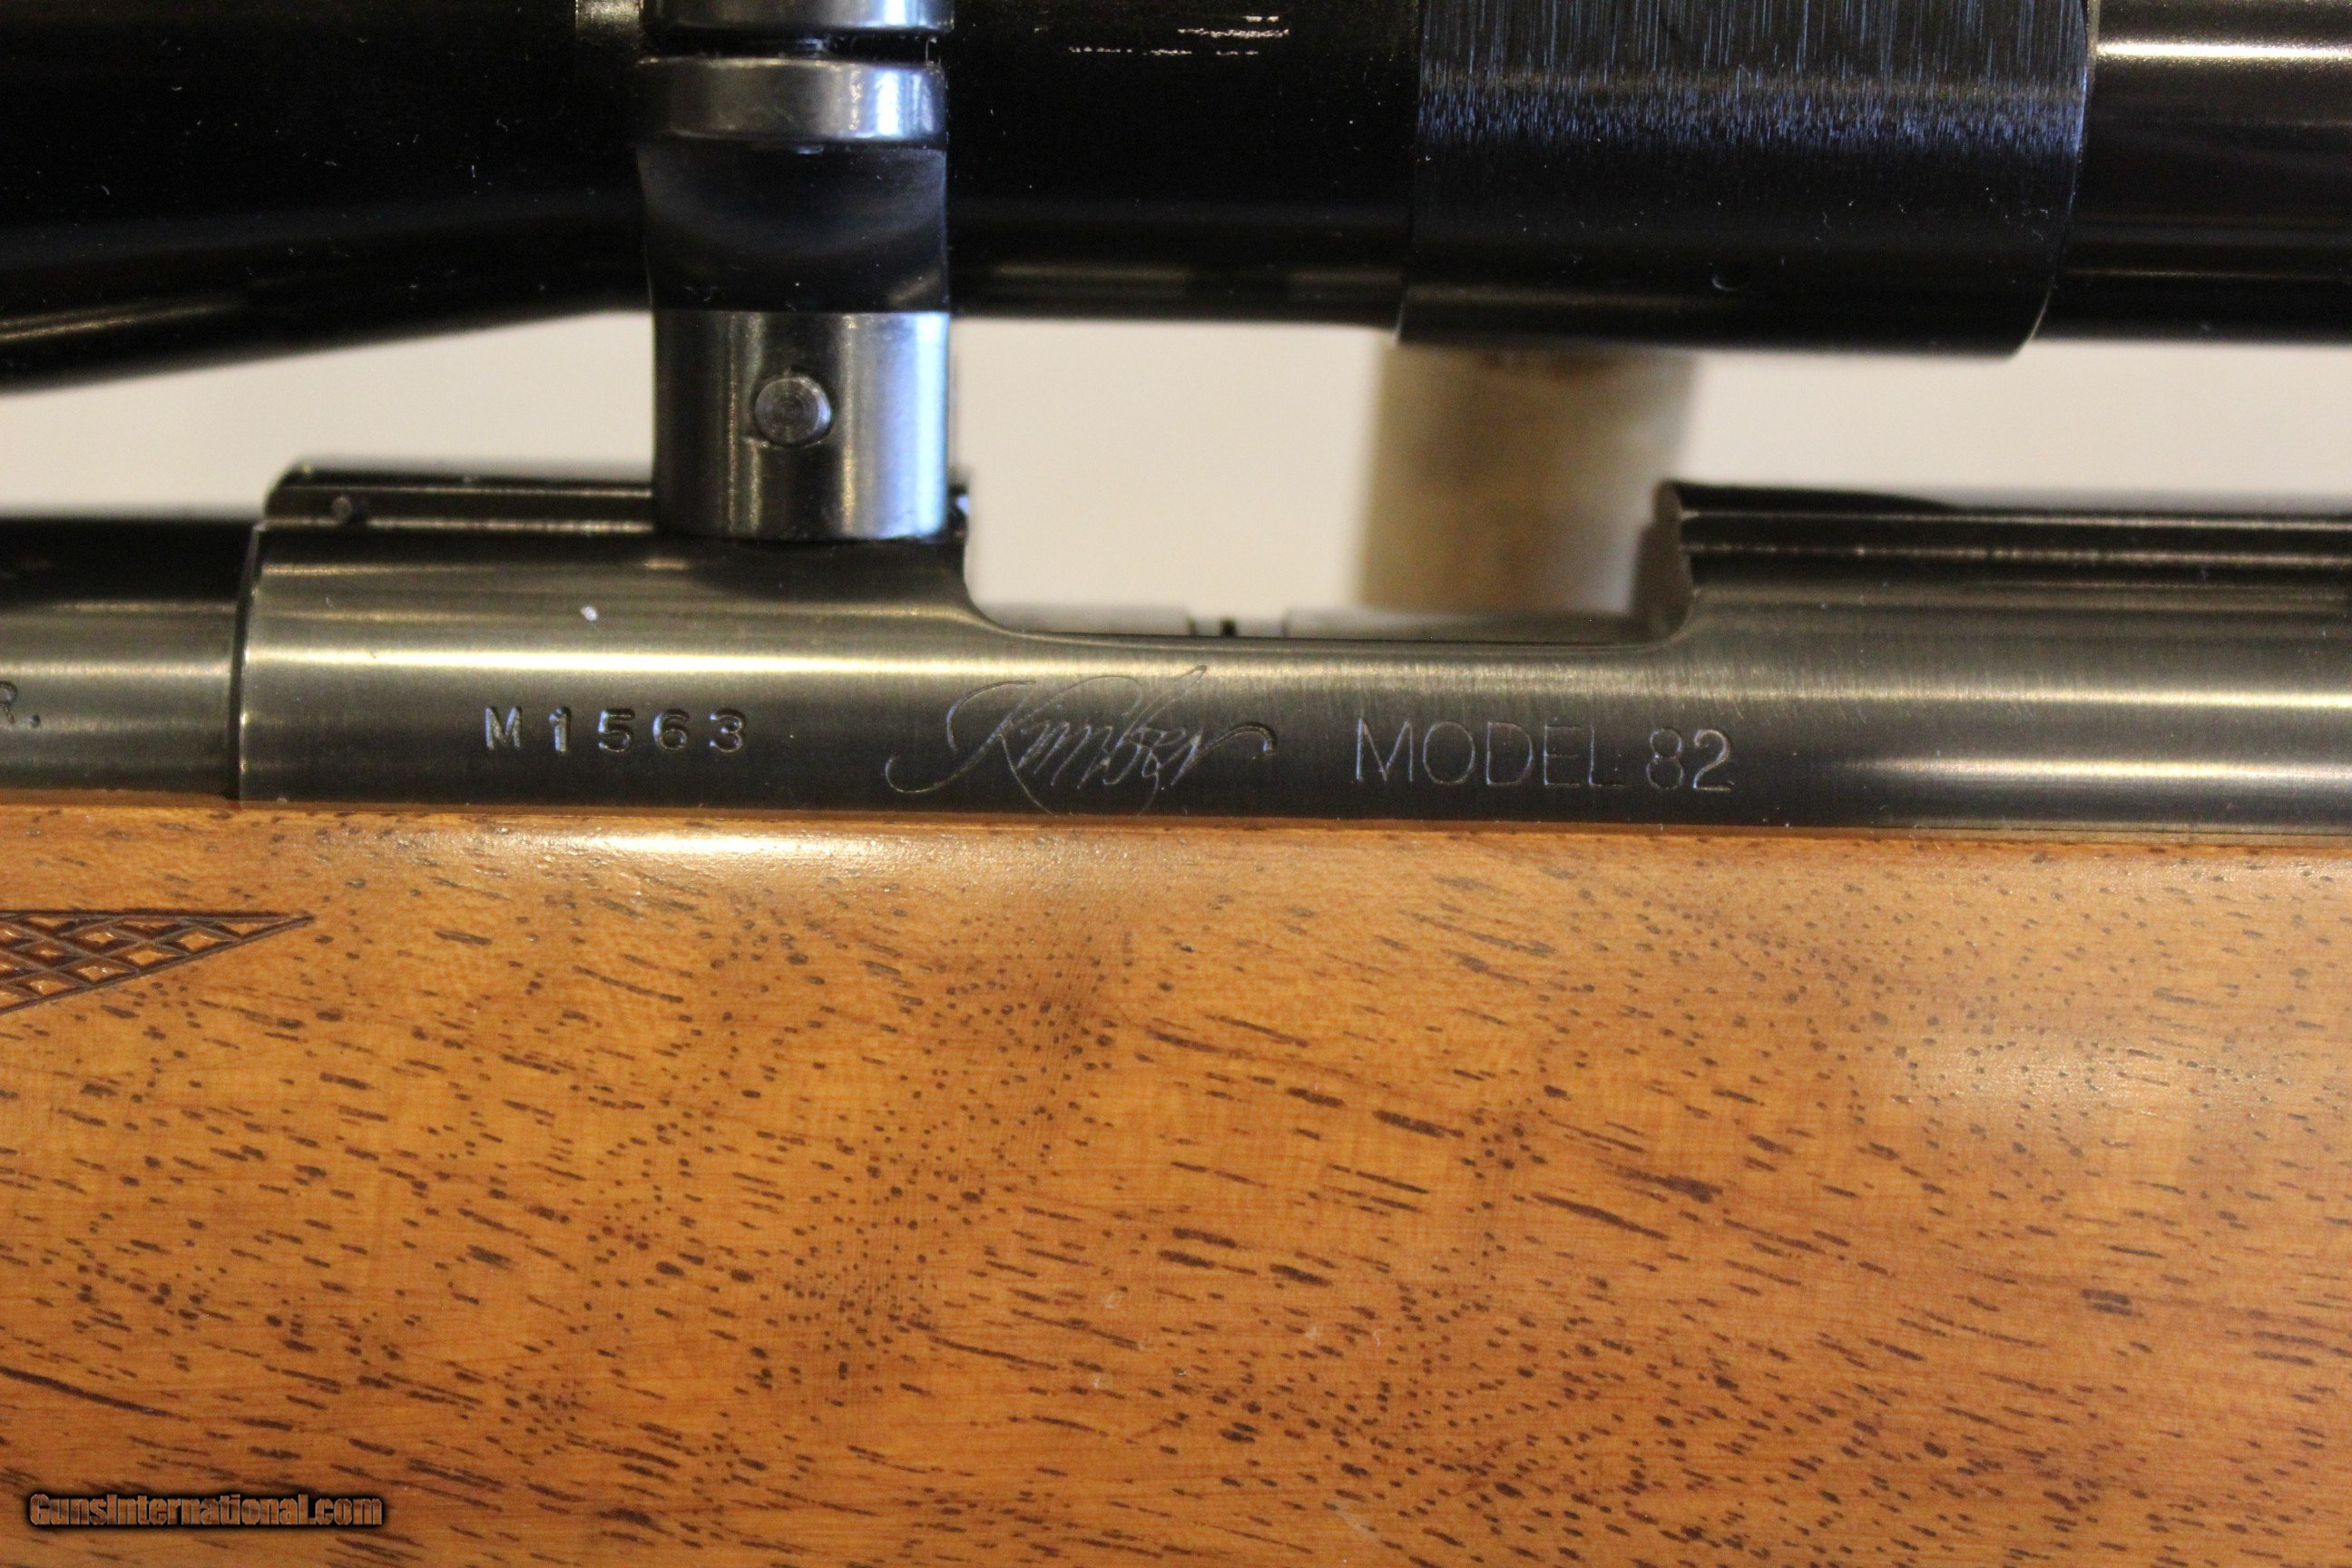 R.
M1563 Kimber MODEL 82
GunsInternational.com